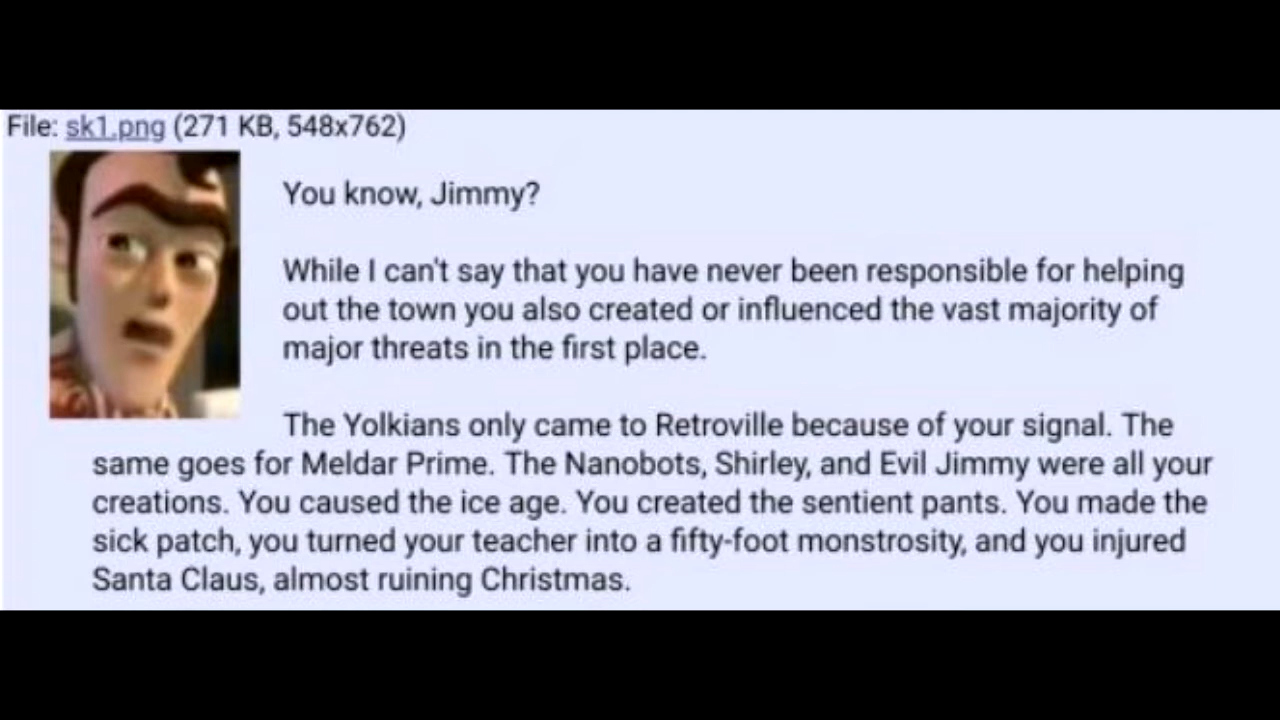 File: sk1.png (271 KB, 548x762)
You know, Jimmy?
While I can't say that you have never been responsible for helping
out the town you also created or influenced the vast majority of
major threats in the first place.
The Yolkians only came to Retroville because of your signal. The
same goes for Meldar Prime. The Nanobots, Shirley, and Evil Jimmy were all your
creations. You caused the ice age. You created the sentient pants. You made the
sick patch, you turned your teacher into a fifty-foot monstrosity, and you injured
Santa Claus, almost ruining Christmas.